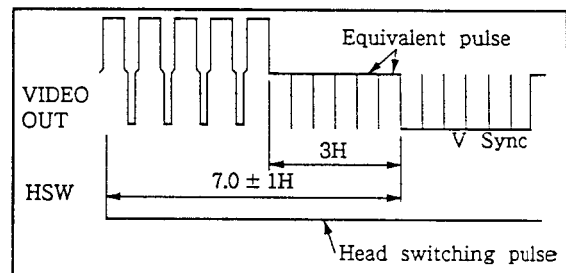 Equivalent pulse
VIDEO
OUT
V Sync
3H
7.0 ± 1H
HSW
Head switching pulse